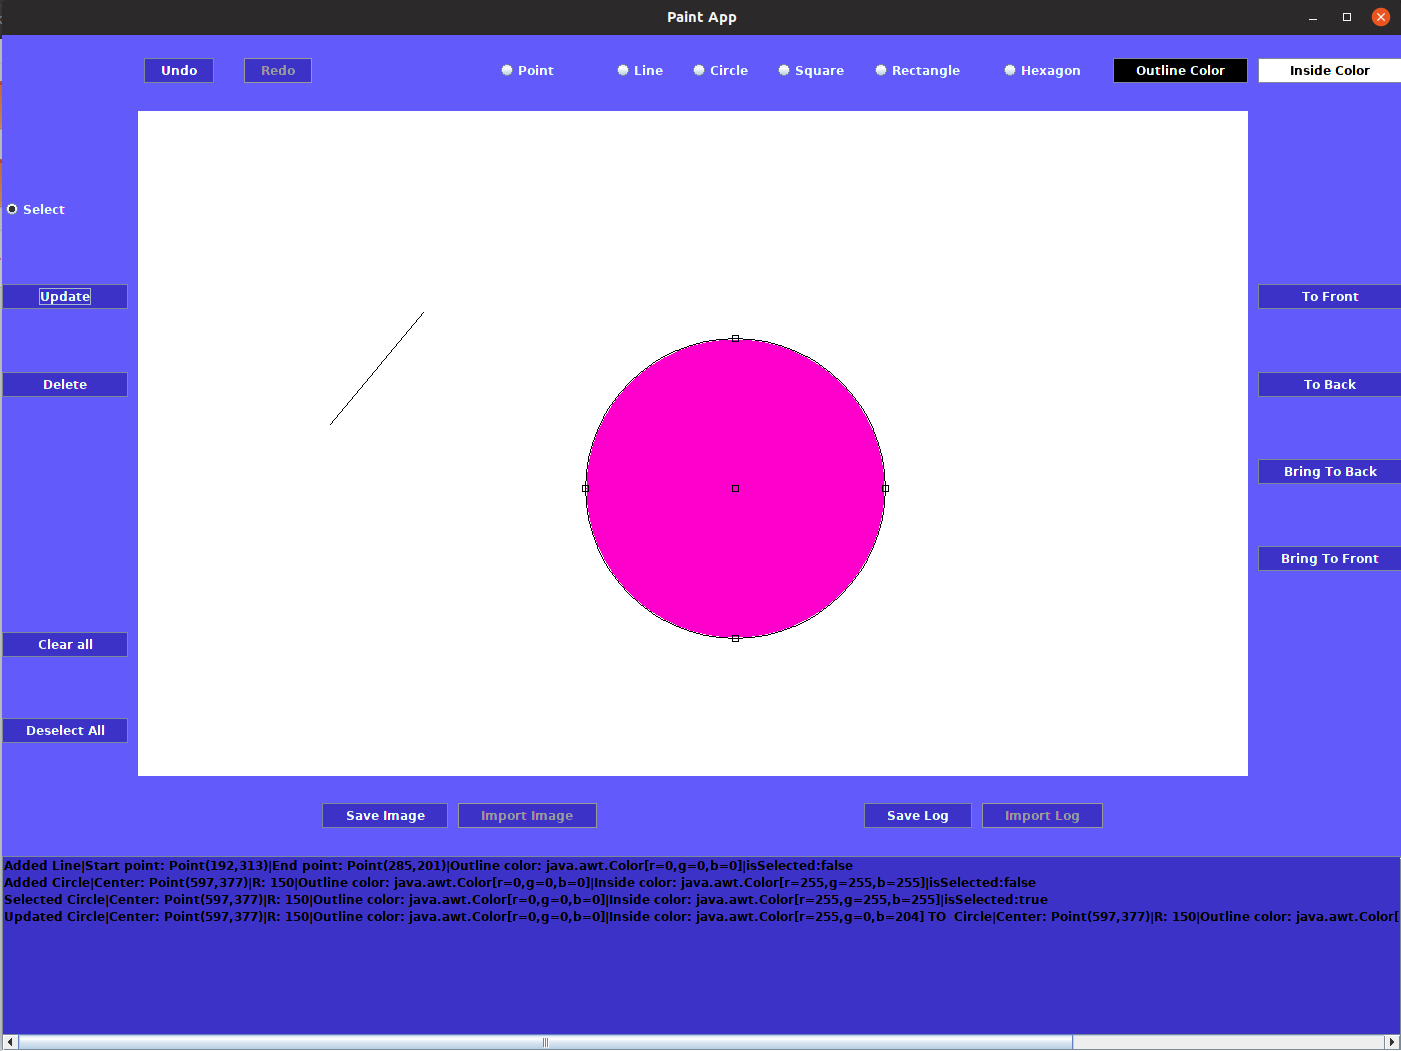 Paint App
Undo Redo Point Line Circle Square Rectangle Hexagon Outline Color Inside Color
Select
Update To Front
Delete To Back
Bring To Back
Bring To Front
Clear all
Deselect All
Save Image Import Image Save Log Import Log
Added Line|Start point: Point(192,313)|End point: Point(285,201)|Outline color: java.awt.Color[r=0,g=0,b=0]|isSelected:false
Added Circle|Center: Point(597,377)|R: 150|Outline color: java.awt.Color[r=0,g=0,b=0]|Inside color: java.awt.Color[r=255,g=255,b=255]|isSelected:false
Selected Circle|Center: Point(597,377)|R: 150|Outline color: java.awt.Color[r=0,g=0,b=0]|Inside color: java.awt.Color[r=255,g=255,b=255]|isSelected:true
Updated Circle|Center: Point(597,377)|R: 150|Outline color: java.awt.Color[r=0,g=0,b=0]|Inside color: java.awt.Color[r=255,g=0,b=204] TO  Circle|Center: Point(597,377)|R: 150|Outline color: java.awt.Color[